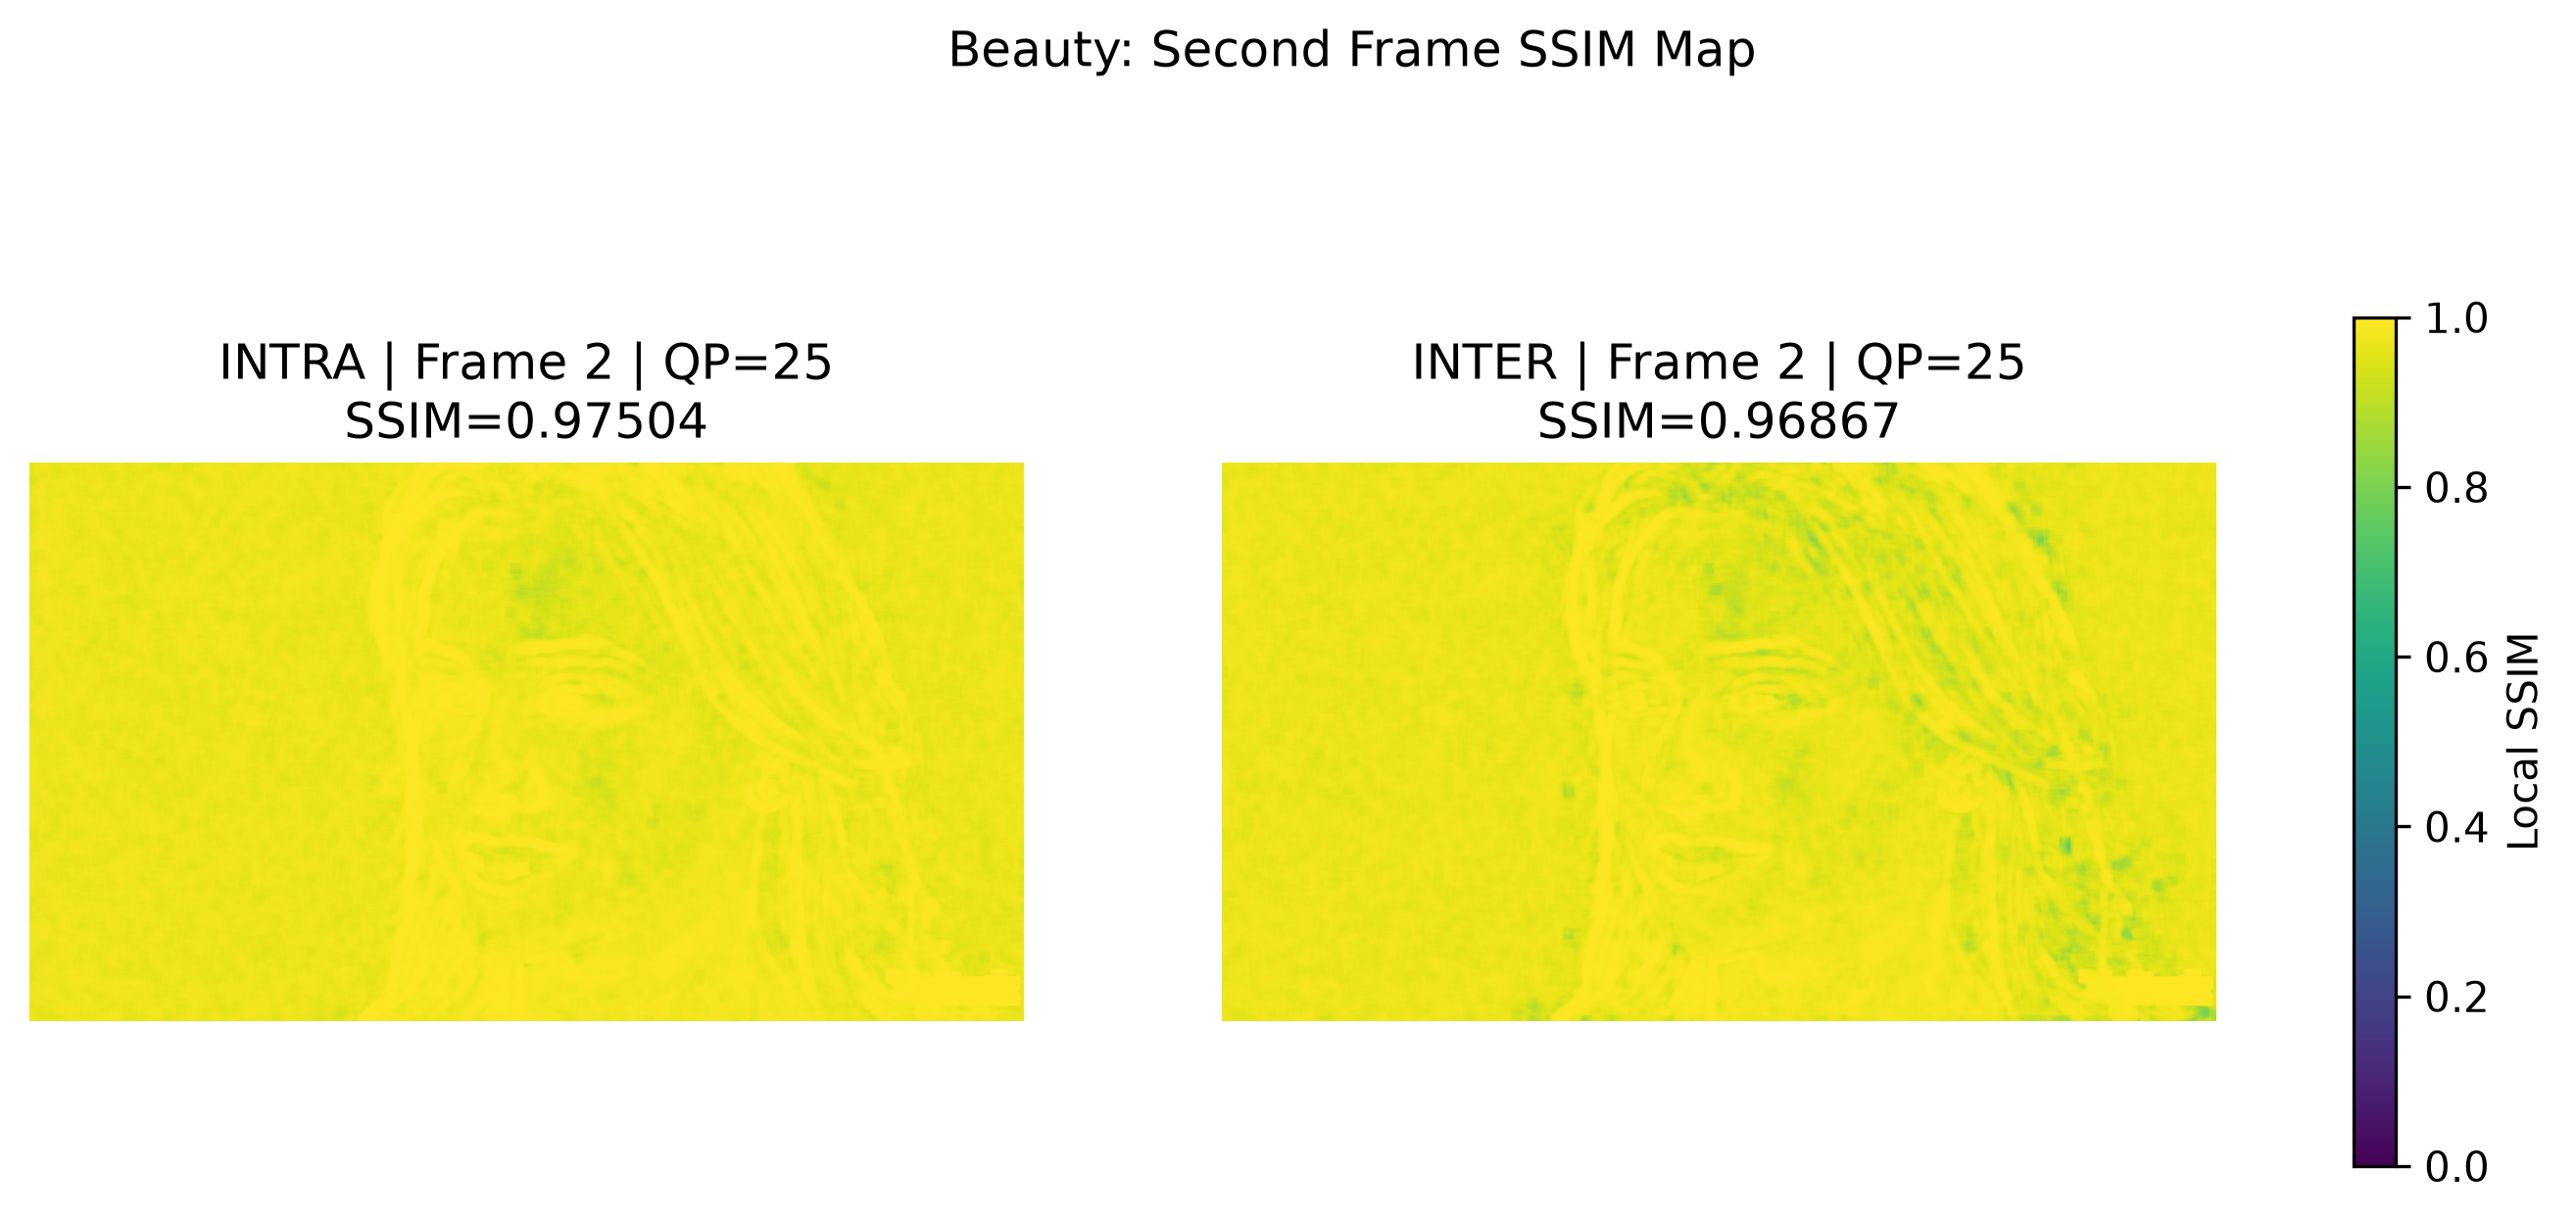 Beauty: Second Frame SSIM Map
INTRA | Frame 2 | QP=25
SSIM=0.97504
INTER | Frame 2 | QP=25
SSIM=0.96867
1.0
0.8
0.6
0.4
0.2
0.0
Local SSIM